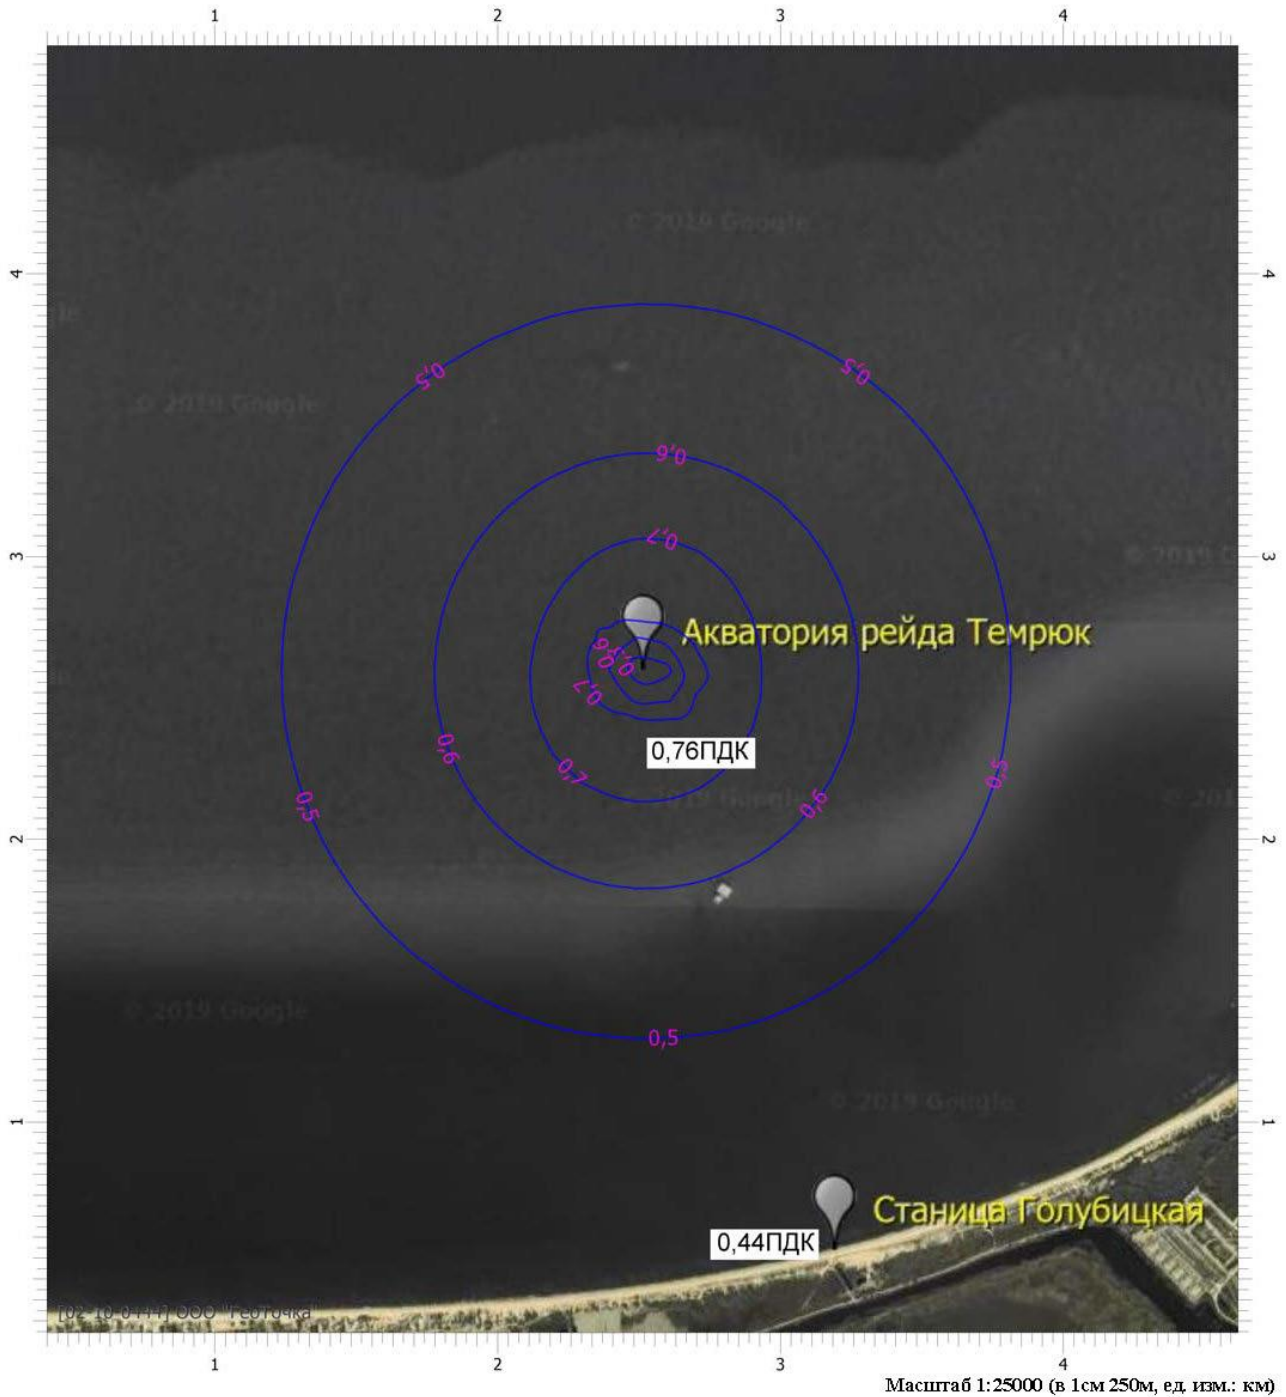 1 2 3 4
© 2019 Google
4 4
0,5 0,5
© 2019 Google
0,6
0,7
3 3
Акватория рейда Темрюк
0,6
0,7
0,76ПДК
0,6 0,7 0,5
0,5 2019 Google 0,6
2 2
© 2019 Google
0,5
© 2019 Google
1 1
Станица Голубицкая
0,44ПДК
ООО "ГеоТочка"
1 2 3 4
Масштаб 1:25000 (в 1см 250м, ед. изм.: км)